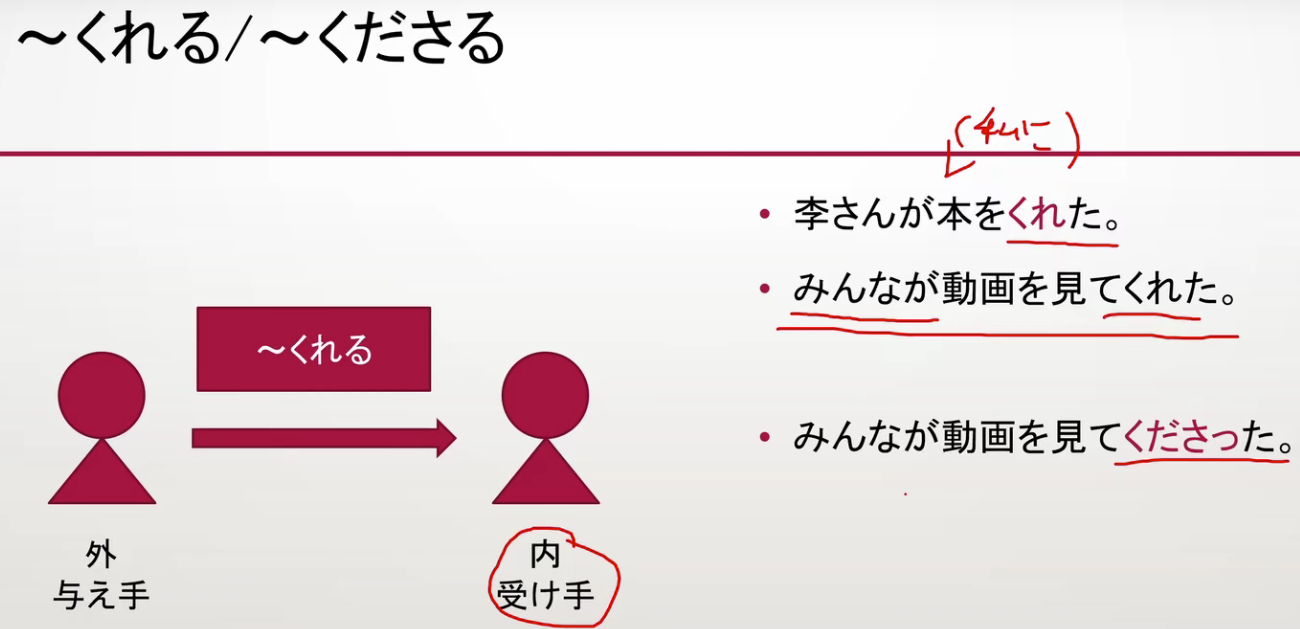 ～くれる/～くださる
(私に)
• 李さんが本をくれた。
• みんなが動画を見てくれた。
～くれる
• みんなが動画を見てくださった。
外
与え手
内
受け手